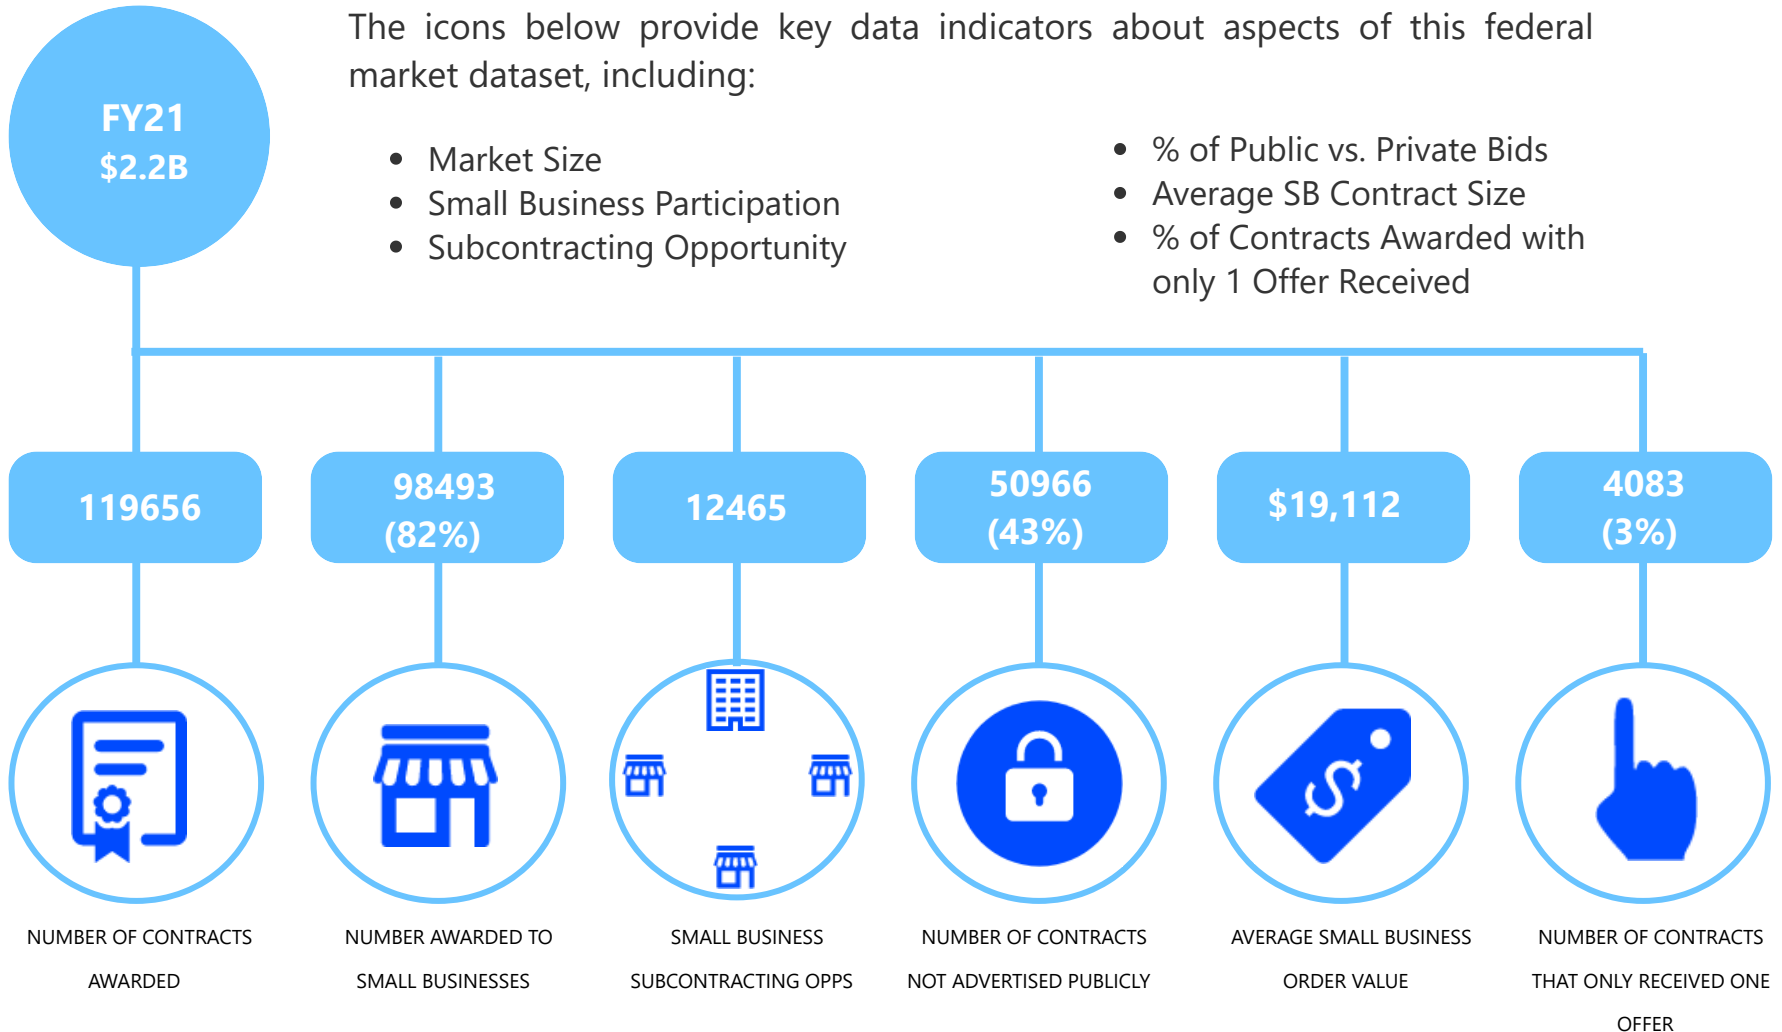 FY21
$2.2B
The icons below provide key data indicators about aspects of this federal
market dataset, including:
• Market Size
• Small Business Participation
• Subcontracting Opportunity
• % of Public vs. Private Bids
• Average SB Contract Size
• % of Contracts Awarded with
only 1 Offer Received
119656
98493
(82%)
12465
50966
(43%)
$19,112
4083
(3%)
NUMBER OF CONTRACTS
AWARDED
NUMBER AWARDED TO
SMALL BUSINESSES
SMALL BUSINESS
SUBCONTRACTING OPPS
NUMBER OF CONTRACTS
NOT ADVERTISED PUBLICLY
AVERAGE SMALL BUSINESS
ORDER VALUE
NUMBER OF CONTRACTS
THAT ONLY RECEIVED ONE
OFFER